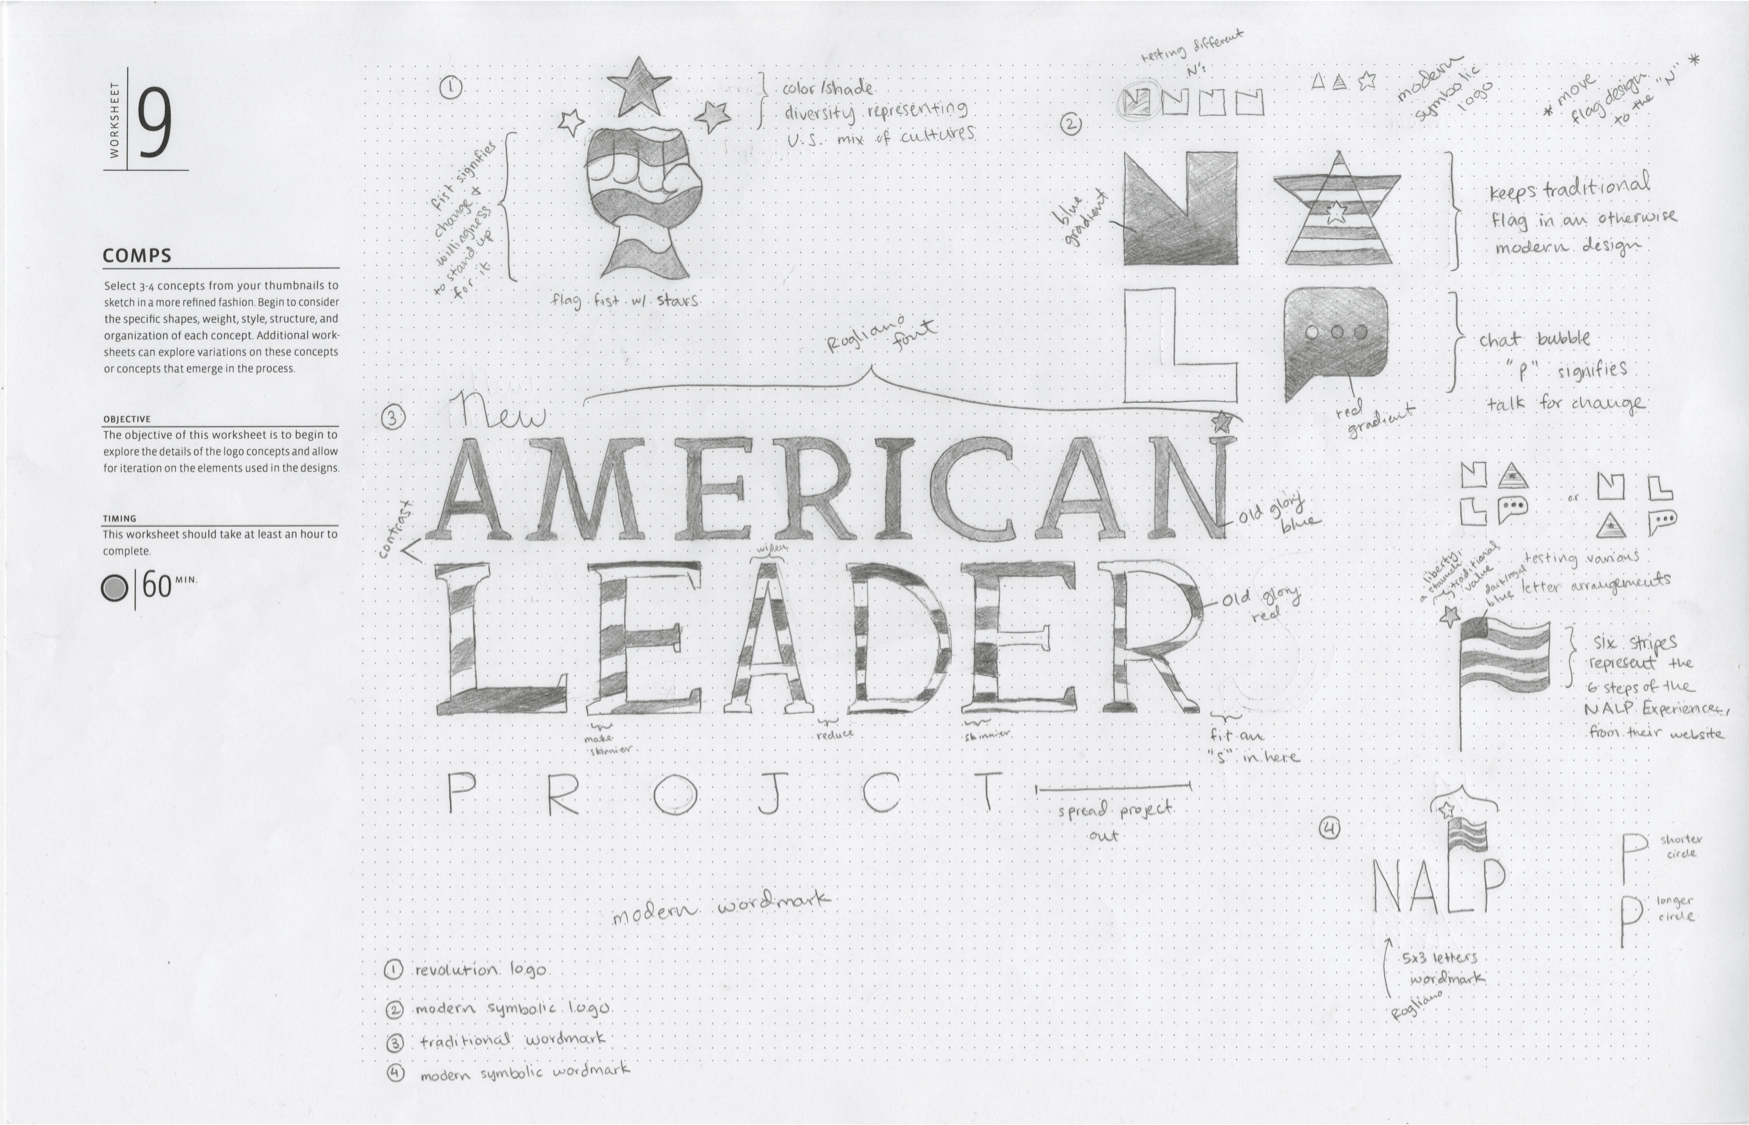 WORKSHEET
9
COMPS
Select 3-4 concepts from your thumbnails to
sketch in a more refined fashion. Begin to consider
the specific shapes, weight, style, structure, and
organization of each concept. Additional work-
sheets can explore variations on these concepts
or concepts that emerge in the process.
OBJECTIVE
The objective of this worksheet is to begin to
explore the details of the logo concepts and allow
for iteration on the elements used in the designs.
TIMING
This worksheet should take at least an hour to
complete.
60 MIN.
1
color/shade
diversity representing
U.S. mix of cultures
fist signifies
change +
willingness
to stand up
for it
flag fist w/ stars
2
testing different
N's
modern
symbolic
logo
* move
flag design
to the "N" *
blue
gradient
N
keeps traditional
flag in an otherwise
modern design
L
chat bubble
"P" signifies
talk for change
red
gradient
Rogliano
font
3
New
AMERICAN
old glory
blue
contrast
widen
LEADER
old glory
red
make
skinnier
reduce
skinnier
fit an
"S" in here
P R O J C T
spread project
out
modern wordmark
N
L
or
N L
testing various
letter arrangements
liberty,
a staunch
traditional
value
blue
six stripes
represent the
6 steps of the
NALP Experience,
from their website
4
NALP
5x3 letters
wordmark
Rogliano
P shorter
circle
P longer
circle
1 revolution logo
2 modern symbolic logo
3 traditional wordmark
4 modern symbolic wordmark